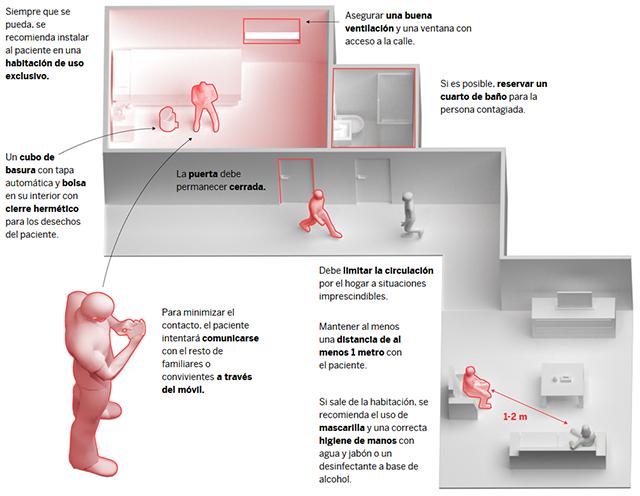 Siempre que se
pueda, se
recomienda instalar
al paciente en una
habitación de uso
exclusivo.
Asegurar una buena
ventilación y una ventana con
acceso a la calle.
Si es posible, reservar un
cuarto de baño para la
persona contagiada.
Un cubo de
basura con tapa
automática y bolsa
en su interior con
cierre hermético
para los desechos
del paciente.
La puerta debe
permanecer cerrada.
Para minimizar el
contacto, el paciente
intentará comunicarse
con el resto de
familiares o
convivientes a través
del móvil.
Debe limitar la circulación
por el hogar a situaciones
imprescindibles.
Mantener al menos
una distancia de al
menos 1 metro con
el paciente.
Si sale de la habitación, se
recomienda el uso de
mascarilla y una correcta
higiene de manos con
agua y jabón o un
desinfectante a base de
alcohol.
1-2 m